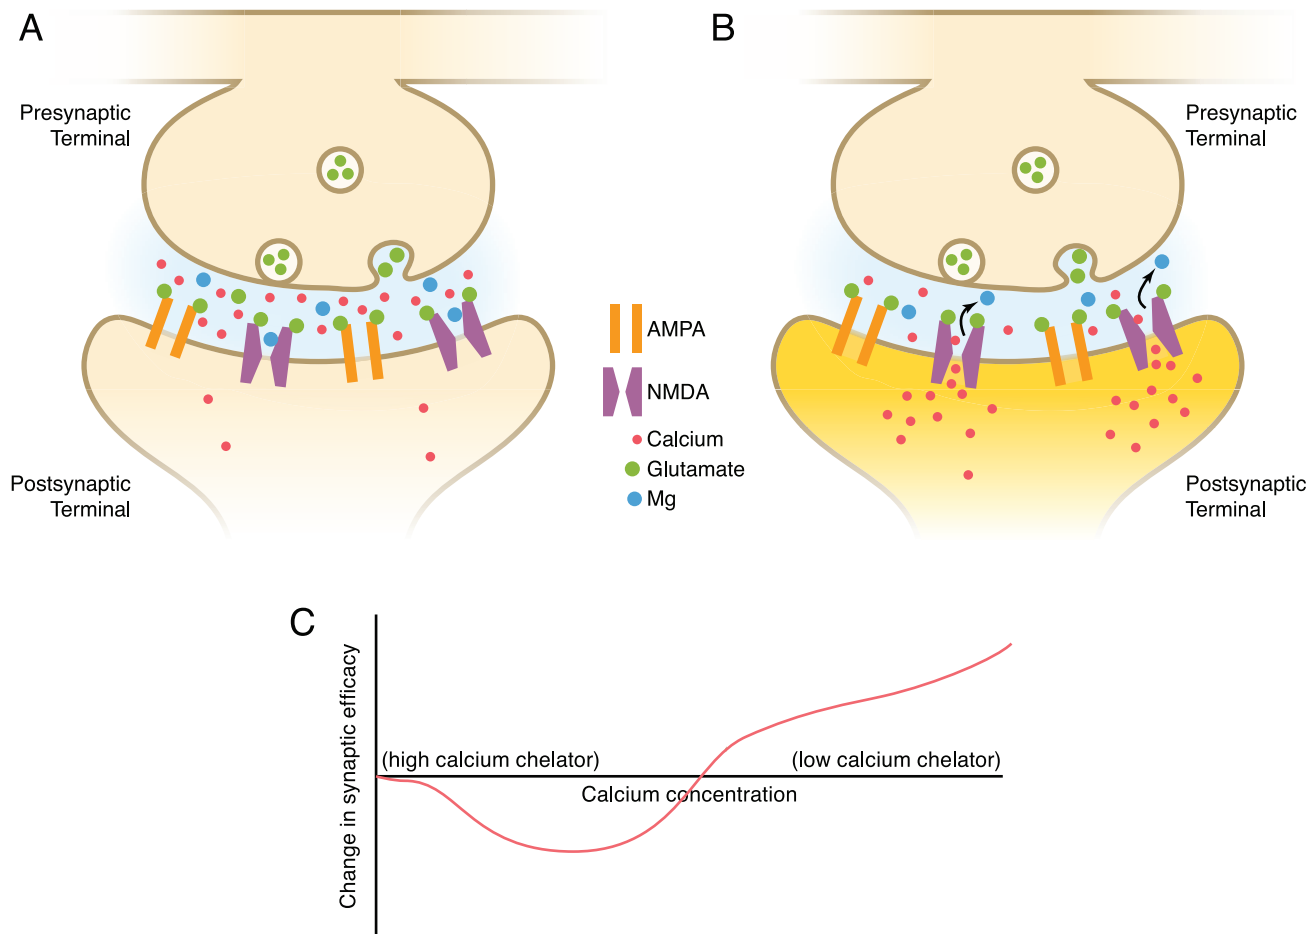 A
B
Presynaptic
Terminal
Presynaptic
Terminal
AMPA
NMDA
Calcium
Glutamate
Mg
Postsynaptic
Terminal
Postsynaptic
Terminal
C
Change in synaptic efficacy
(high calcium chelator)
(low calcium chelator)
Calcium concentration